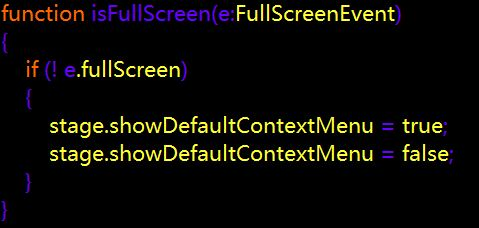 function isFullScreen(e:FullScreenEvent)
{
if (! e.fullScreen)
{
stage.showDefaultContextMenu = true;
stage.showDefaultContextMenu = false;
}
}